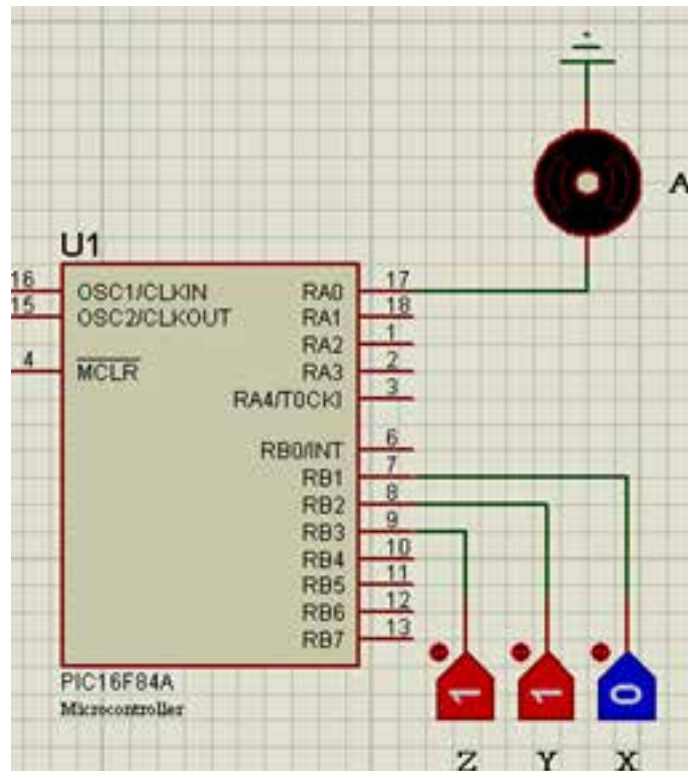 A
U1
16
OSC1/CLKIN
RA0
17
15
OSC2/CLKOUT
RA1
18
RA2
1
4
MCLR
RA3
2
RA4/T0CKI
3
RB0/INT
6
RB1
7
RB2
8
RB3
9
RB4
10
RB5
11
RB6
12
RB7
13
PIC16F84A
Microcontroller
1
1
0
Z
Y
X